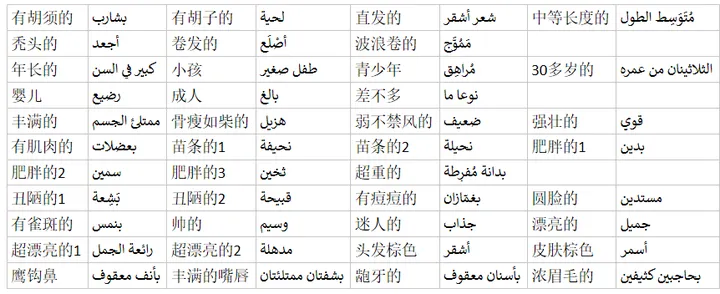 有胡须的 بشارب 有胡子的 لحية 直发的 شعر أشقر 中等长度的 مُتَوَسِط الطول
秃头的 أجعد 卷发的 أصْلَع 波浪卷的 مَمُوَّج
年长的 كبير في السن 小孩 طفل صغير 青少年 مُراهِق 30多岁的 الثلاثينان من عمره
婴儿 رضيع 成人 بالغ 差不多 نوعا ما
丰满的 ممتلئ الجسم 骨瘦如柴的 هزيل 弱不禁风的 ضعيف 强壮的 قوي
有肌肉的 بعضلات 苗条的1 نحيفة 苗条的2 نحيلة 肥胖的1 بدين
肥胖的2 سمين 肥胖的3 ثخين 超重的 بدانة مُفرِطة
丑陋的1 بَشِعة 丑陋的2 قبيحة 有痘痘的 بغمّازان 圆脸的 مستدين
有雀斑的 بنمس 帅的 وسيم 迷人的 جذاب 漂亮的 جميل
超漂亮的1 رائعة الجمل 超漂亮的2 مدهلة 头发棕色 أشقر 皮肤棕色 أسمر
鹰钩鼻 بأنف معقوف 丰满的嘴唇 بشفتان ممتلئتان 龅牙的 بأسنان معقوف 浓眉毛的 بحاجبين كثيفين